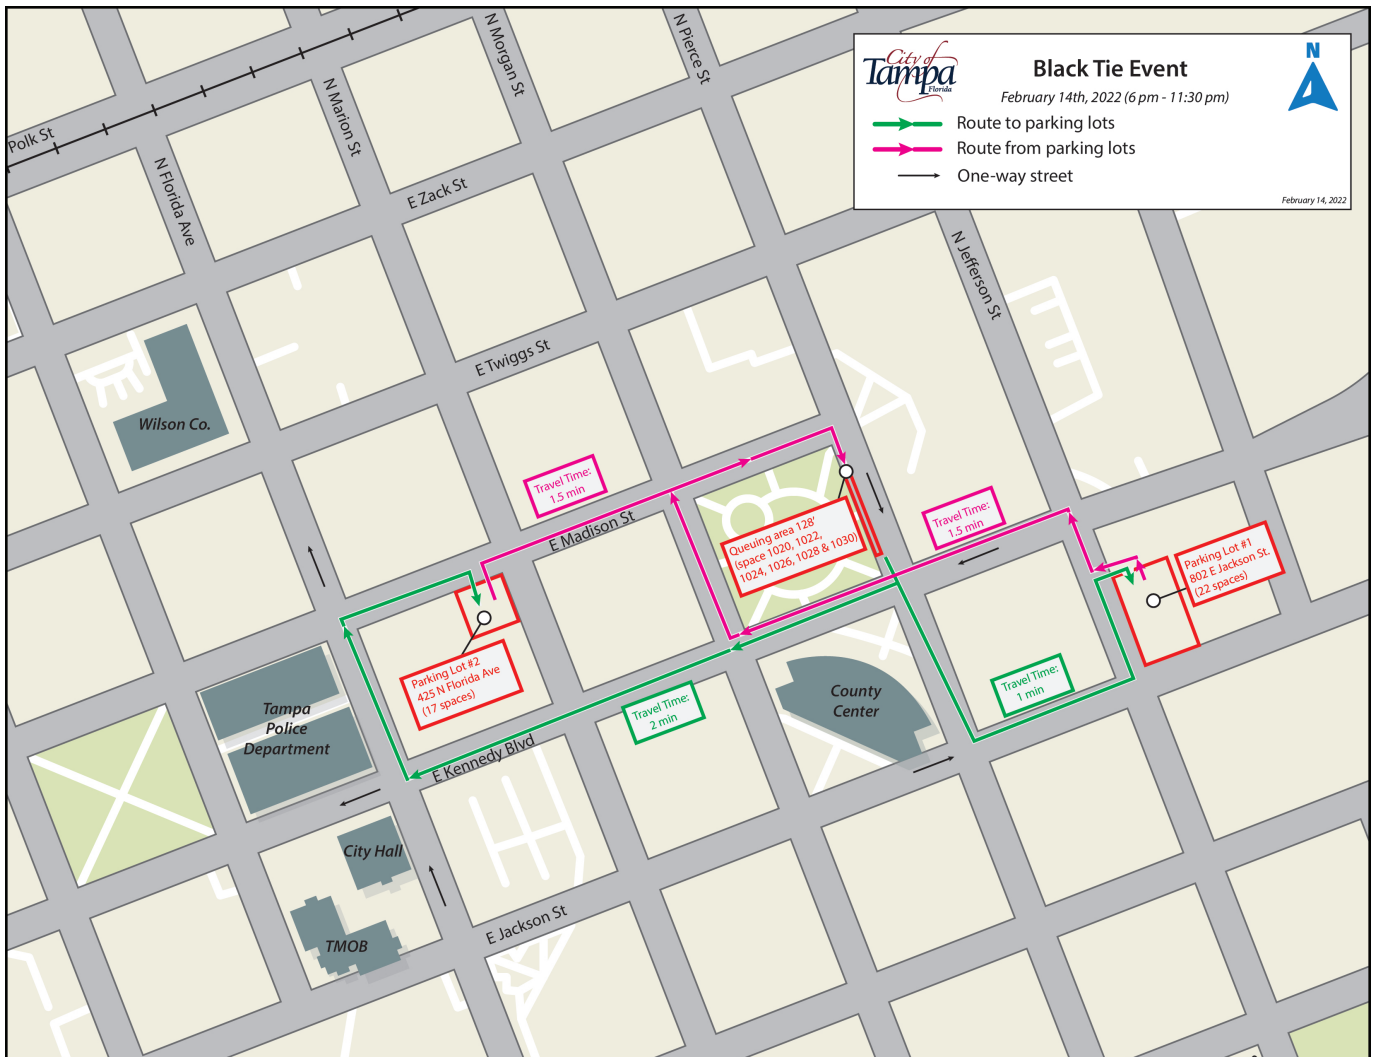 City of
Tampa
Florida
Black Tie Event
February 14th, 2022 (6 pm - 11:30 pm)
Route to parking lots
Route from parking lots
One-way street
February 14, 2022
N
N Morgan St
N Pierce St
N Marion St
Polk St
N Florida Ave
E Zack St
N Jefferson St
E Twiggs St
Wilson Co.
Travel Time:
1.5 min
E Madison St
Queuing area 128'
(space 1020, 1022,
1024, 1026, 1028 & 1030)
Travel Time:
1.5 min
Parking Lot #1
802 E Jackson St.
(22 spaces)
Parking Lot #2
425 N Florida Ave
(17 spaces)
Travel Time:
1 min
Travel Time:
2 min
County
Center
Tampa
Police
Department
E Kennedy Blvd
City Hall
E Jackson St
TMOB